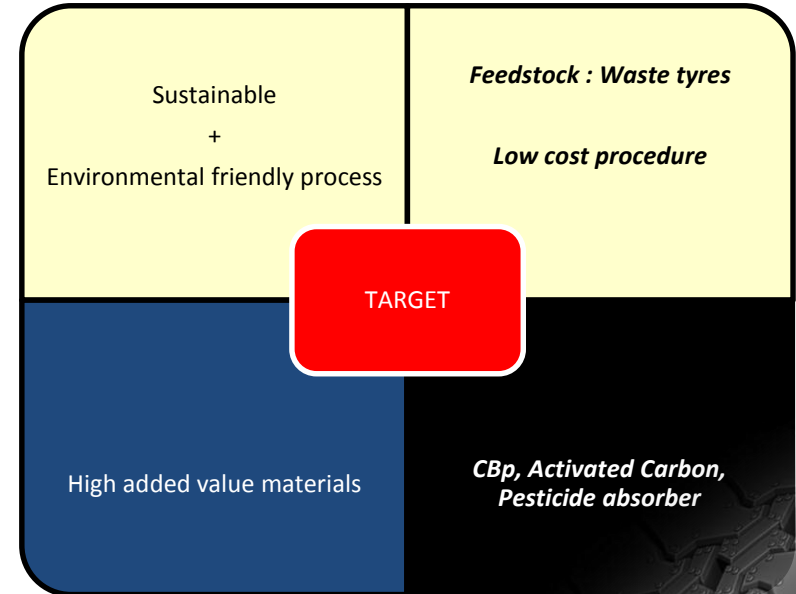 Sustainable
+
Environmental friendly process
Feedstock : Waste tyres
Low cost procedure
TARGET
High added value materials
CBp, Activated Carbon,
Pesticide absorber